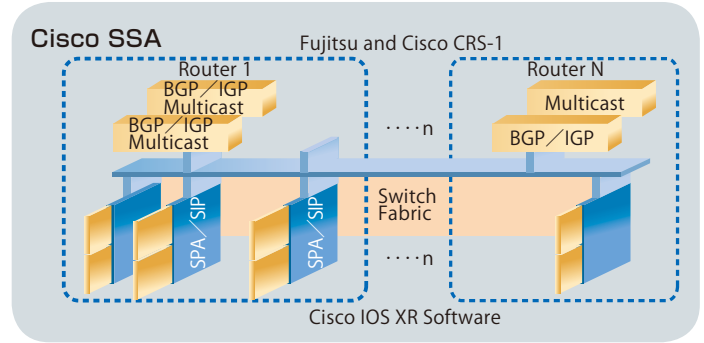 Cisco SSA
Fujitsu and Cisco CRS-1
Router 1
Router N
BGP／IGP
Multicast
BGP／IGP
Multicast
Multicast
BGP／IGP
････n
SPA／SIP
SPA／SIP
Switch
Fabric
････n
Cisco IOS XR Software